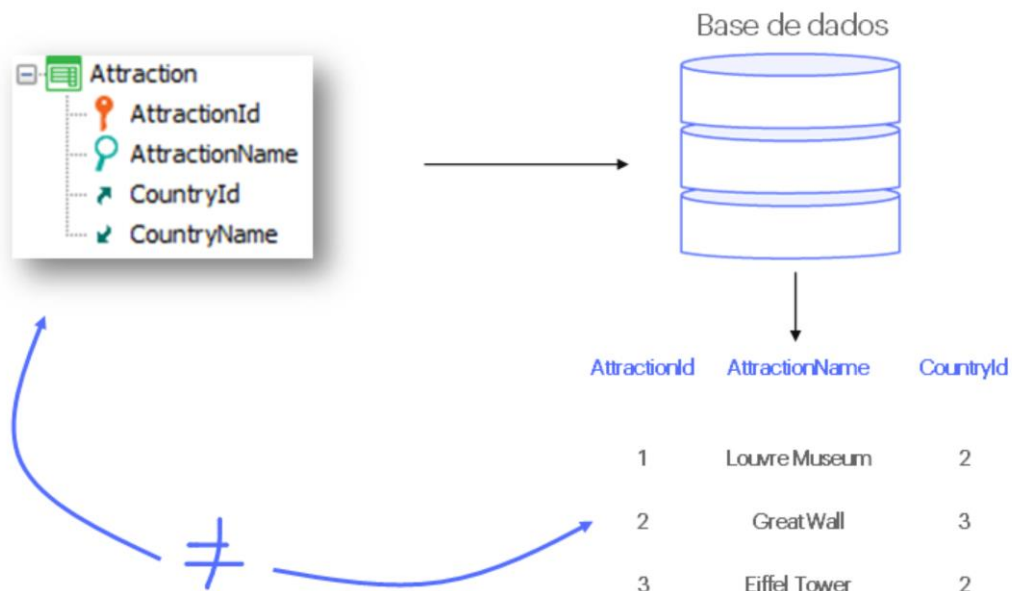 Base de dados
Attraction
AttractionId
AttractionName
CountryId
CountryName
AttractionId AttractionName CountryId
1 Louvre Museum 2
2 Great Wall 3
3 Eiffel Tower 2
≠